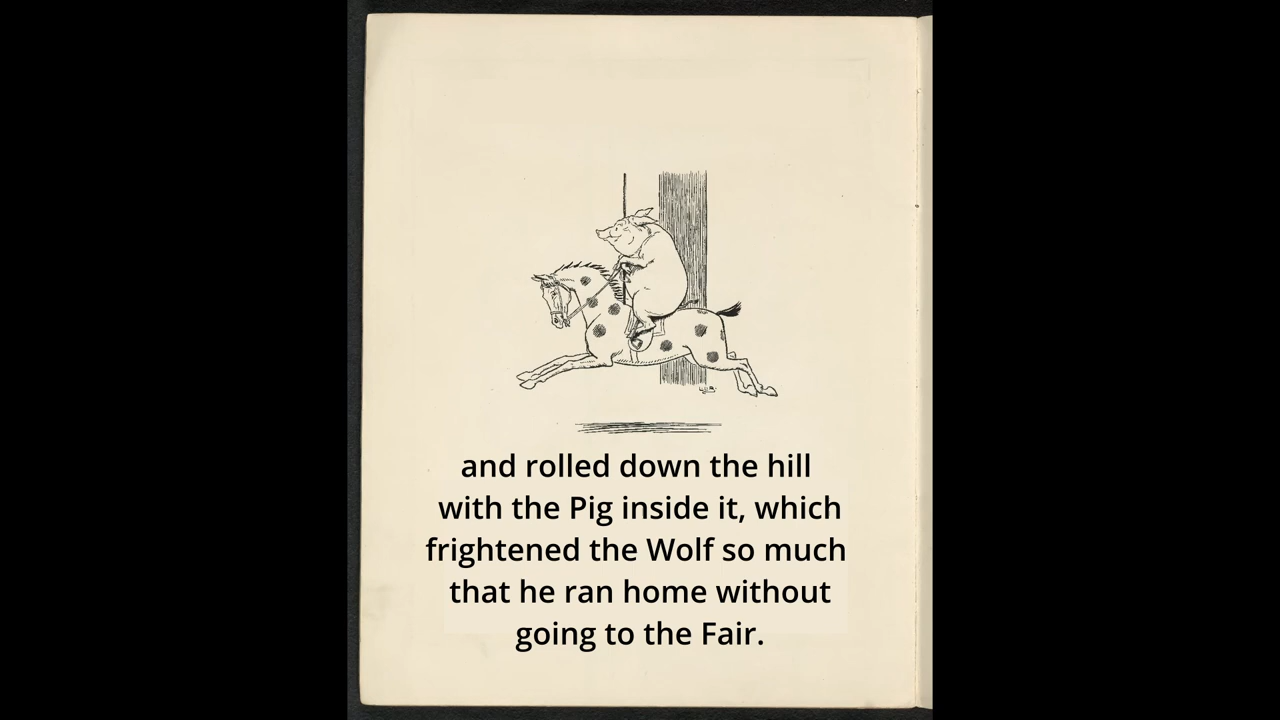 and rolled down the hill
with the Pig inside it, which
frightened the Wolf so much
that he ran home without
going to the Fair.